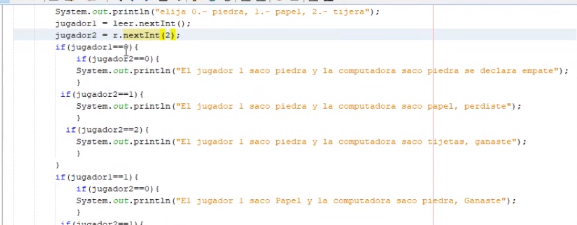 System.out.println("elija 0.- piedra, 1.- papel, 2.- tijera");
jugador1 = leer.nextInt();
jugador2 = r.nextInt(2);
if(jugador1==0){
if(jugador2==0){
System.out.println("El jugador 1 saco piedra y la computadora saco piedra se declara empate");
}
if(jugador2==1){
System.out.println("El jugador 1 saco piedra y la computadora saco papel, perdiste");
}
if(jugador2==2){
System.out.println("El jugador 1 saco piedra y la computadora saco tijetas, ganaste");
}
}
if(jugador1==1){
if(jugador2==0){
System.out.println("El jugador 1 saco Papel y la computadora saco piedra, Ganaste");
}
if(jugador2==1){